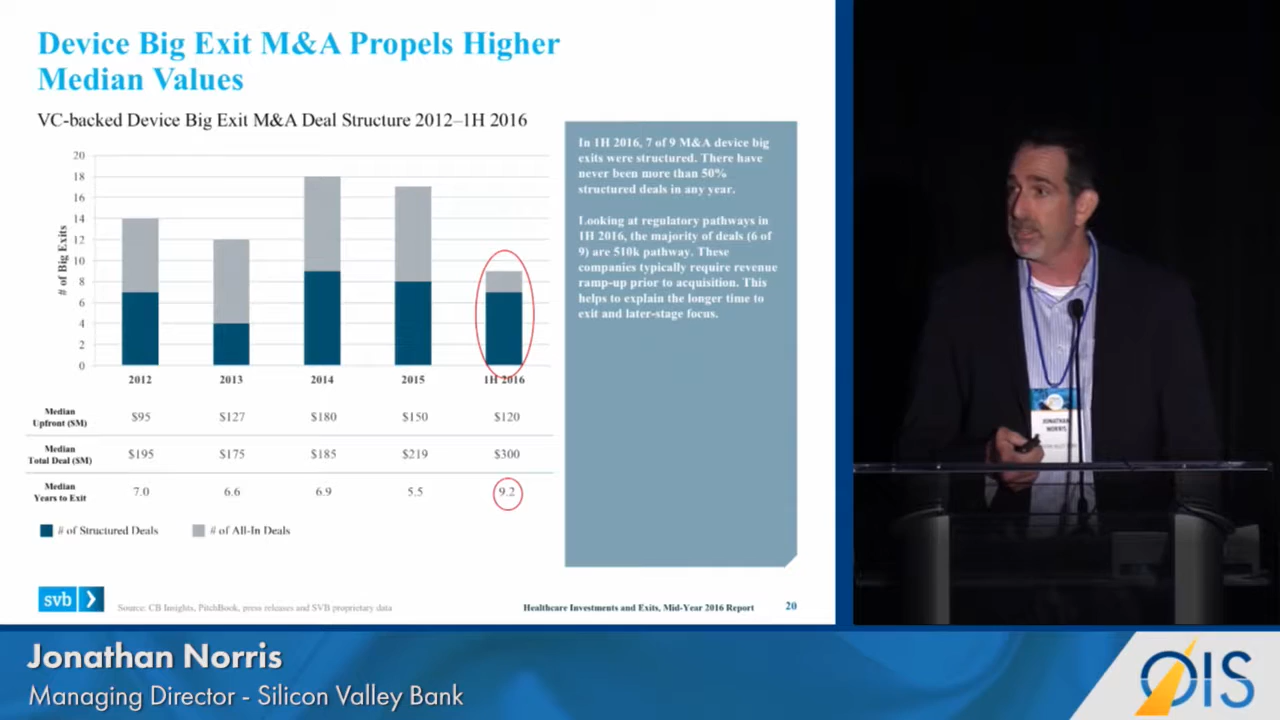 Device Big Exit M&A Propels Higher
Median Values
VC-backed Device Big Exit M&A Deal Structure 2012–1H 2016
# of Big Exits
20
18
16
14
12
10
8
6
4
2
0
2012 2013 2014 2015 1H 2016
Median
Upfront ($M) $95 $127 $180 $150 $120
Median
Total Deal ($M) $195 $175 $185 $219 $300
Median
Years to Exit 7.0 6.6 6.9 5.5 9.2
# of Structured Deals # of All-In Deals
In 1H 2016, 7 of 9 M&A device big
exits were structured. There have
never been more than 50%
structured deals in any year.
Looking at regulatory pathways in
1H 2016, the majority of deals (6 of
9) are 510k pathway. These
companies typically require revenue
ramp-up prior to acquisition. This
helps to explain the longer time to
exit and later-stage focus.
svb
Source: CB Insights, PitchBook, press releases and SVB proprietary data
Healthcare Investments and Exits, Mid-Year 2016 Report 20
JONATHAN
NORRIS
Jonathan Norris
Managing Director - Silicon Valley Bank
OIS